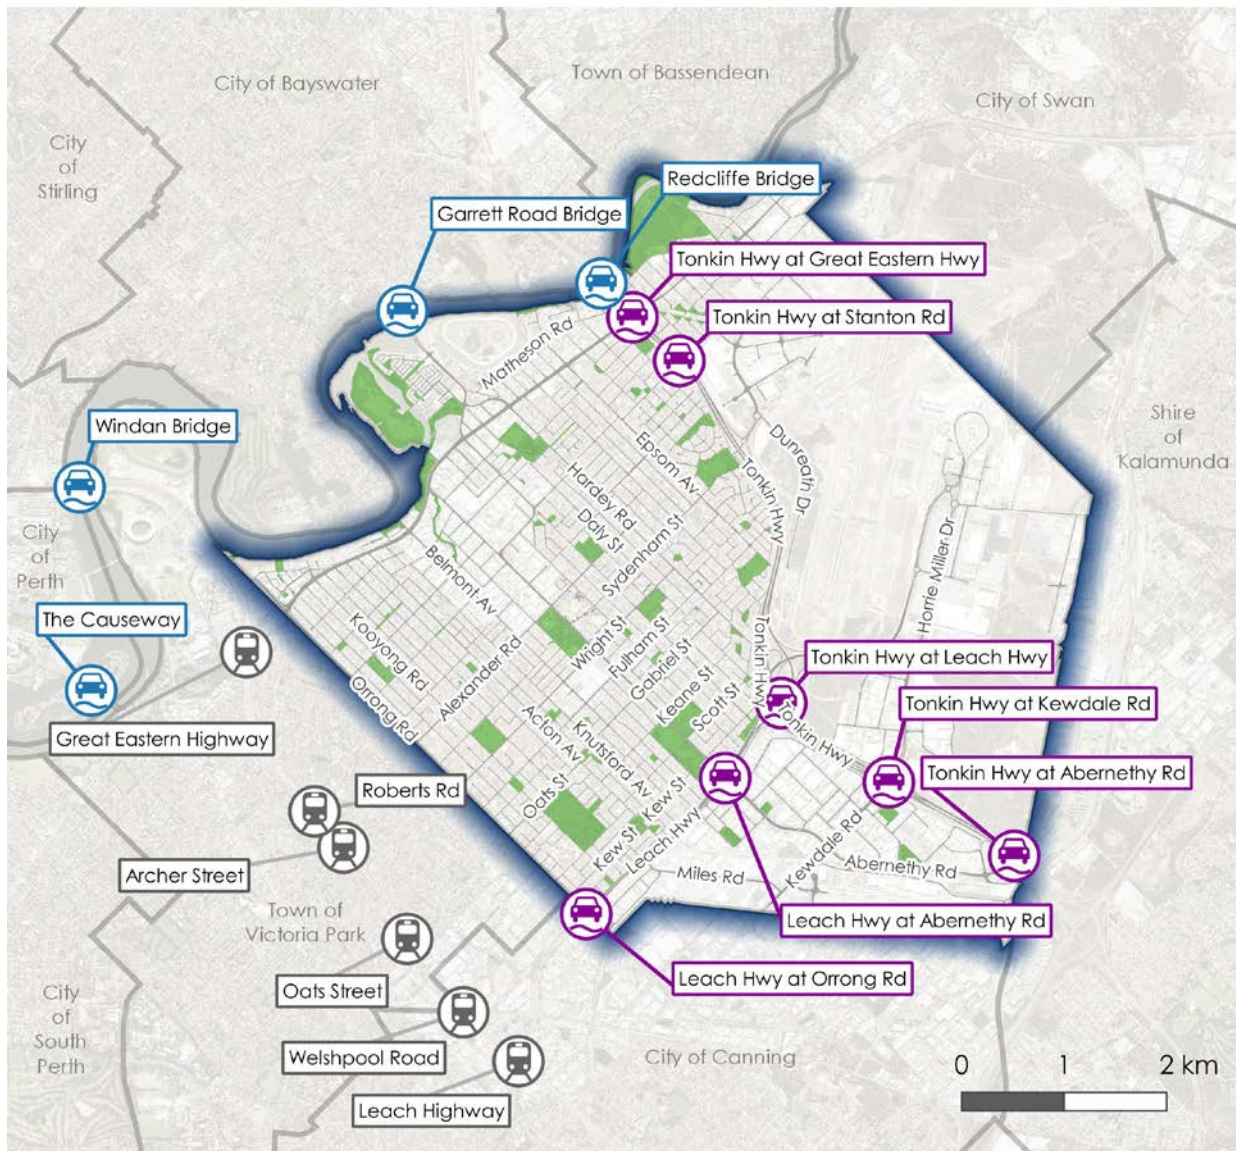 City of Bayswater
Town of Bassendean
City of Swan
City
of
Stirling
Redcliffe Bridge
Garrett Road Bridge
Tonkin Hwy at Great Eastern Hwy
Tonkin Hwy at Stanton Rd
Matheson Rd
Windan Bridge
Shire
of
Kalamunda
Epsom Av
Dunreath Dr
Tonkin Hwy
Hardey Rd
Daly St
Sydenham St
City
of
Perth
Belmont Av
Horrie Miller Dr
The Causeway
Kooyong Rd
Wright St
Fulham St
Gabriel St
Tonkin Hwy
Tonkin Hwy at Leach Hwy
Alexander Rd
Orrong Rd
Keane St
Scott St
Tonkin Hwy at Kewdale Rd
Great Eastern Highway
Acton Av
Knutsford Av
Tonkin Hwy
Tonkin Hwy at Abernethy Rd
Roberts Rd
Oats St
Kew St
Kew St
Leach Hwy
Kewdale Rd
Abernethy Rd
Miles Rd
Archer Street
Town of
Victoria Park
Leach Hwy at Abernethy Rd
Leach Hwy at Orrong Rd
Oats Street
City
of
South
Perth
Welshpool Road
City of Canning
Leach Highway
0 1 2 km